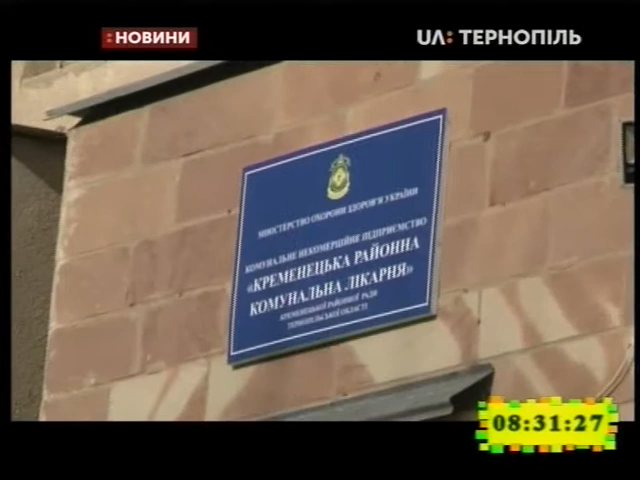 :НОВИНИ
UA: ТЕРНОПІЛЬ
МІНІСТЕРСТВО ОХОРОНИ ЗДОРОВ'Я УКРАЇНИ
КОМУНАЛЬНЕ НЕКОМЕРЦІЙНЕ ПІДПРИЄМСТВО
«КРЕМЕНЕЦЬКА РАЙОННА
КОМУНАЛЬНА ЛІКАРНЯ»
КРЕМЕНЕЦЬКОЇ РАЙОННОЇ РАДИ
ТЕРНОПІЛЬСЬКОЇ ОБЛАСТІ
08:31:27